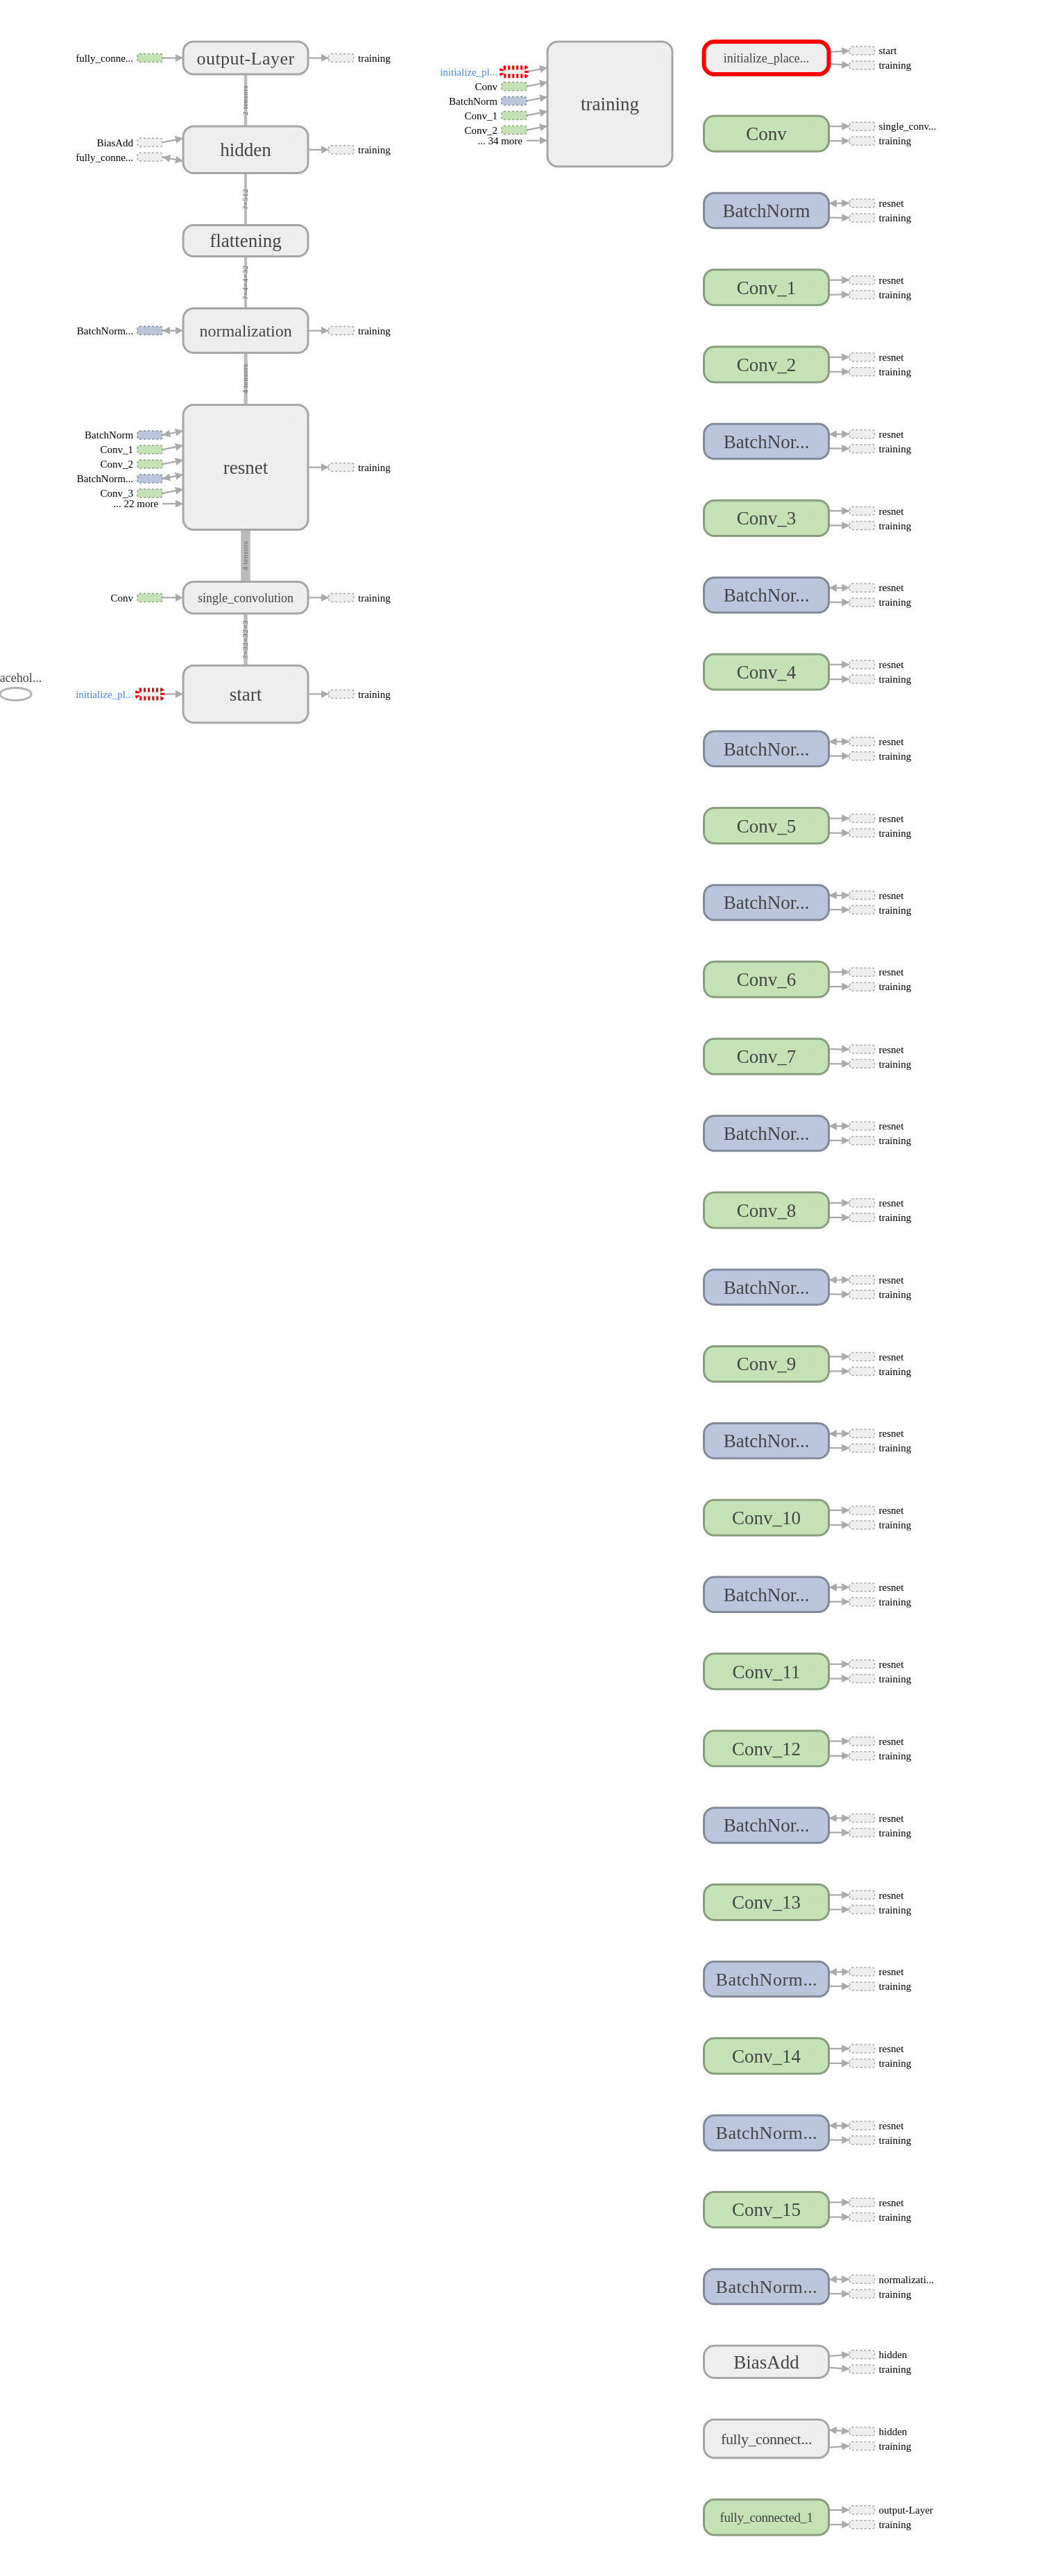 fully_conne...
output-Layer
training
2 tensors
BiasAdd
fully_conne...
hidden
training
?×512
flattening
?×4×4×32
BatchNorm...
normalization
training
4 tensors
BatchNorm
Conv_1
Conv_2
BatchNorm...
Conv_3
... 22 more
resnet
training
4 tensors
Conv
single_convolution
training
?×32×32×3
acehol...
initialize_pl...
start
training
initialize_pl...
Conv
BatchNorm
Conv_1
Conv_2
... 34 more
training
initialize_place...
start
training
Conv
single_conv...
training
BatchNorm
resnet
training
Conv_1
resnet
training
Conv_2
resnet
training
BatchNor...
resnet
training
Conv_3
resnet
training
BatchNor...
resnet
training
Conv_4
resnet
training
BatchNor...
resnet
training
Conv_5
resnet
training
BatchNor...
resnet
training
Conv_6
resnet
training
Conv_7
resnet
training
BatchNor...
resnet
training
Conv_8
resnet
training
BatchNor...
resnet
training
Conv_9
resnet
training
BatchNor...
resnet
training
Conv_10
resnet
training
BatchNor...
resnet
training
Conv_11
resnet
training
Conv_12
resnet
training
BatchNor...
resnet
training
Conv_13
resnet
training
BatchNorm...
resnet
training
Conv_14
resnet
training
BatchNorm...
resnet
training
Conv_15
resnet
training
BatchNorm...
normalizati...
training
BiasAdd
hidden
training
fully_connect...
hidden
training
fully_connected_1
output-Layer
training